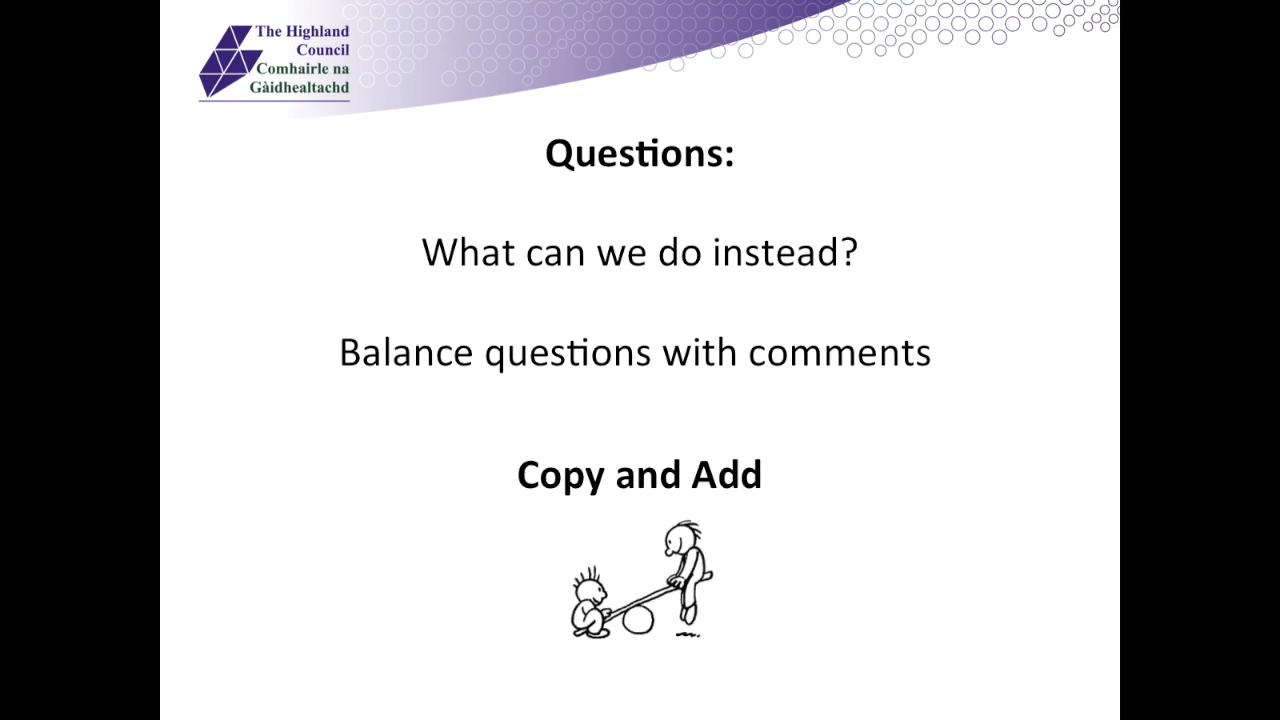 The Highland
Council
Comhairle na
Gàidhealtachd
Questions:
What can we do instead?
Balance questions with comments
Copy and Add